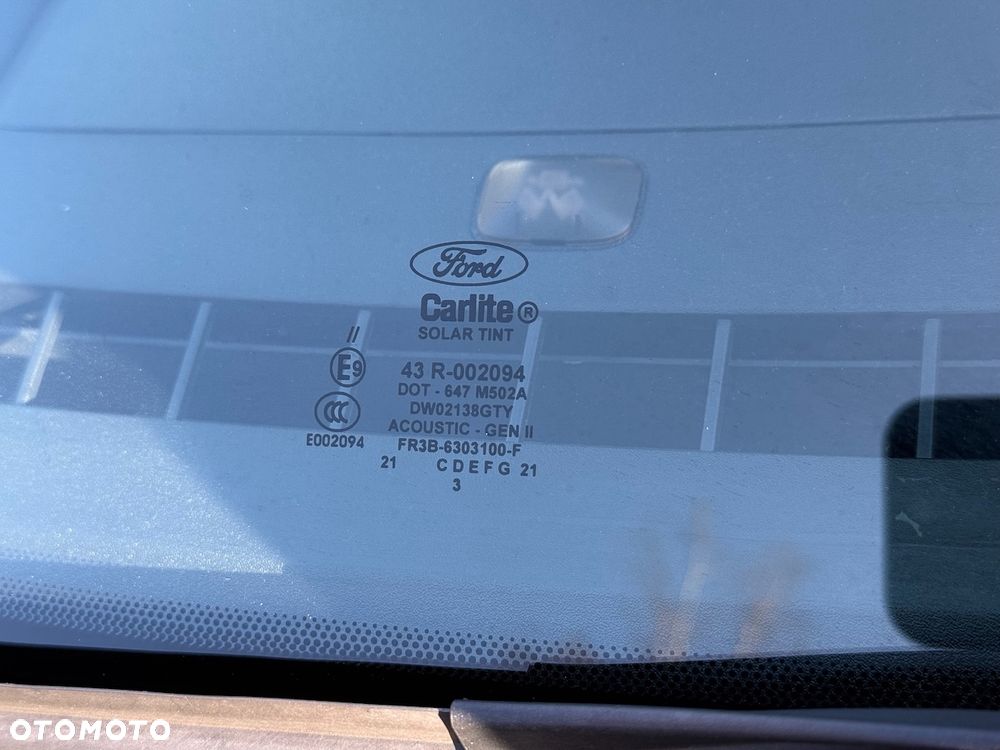 Ford
Carlite®
SOLAR TINT
//
E9
43 R-002094
DOT - 647 M502A
CCC
DW02138GTY
ACOUSTIC - GEN II
E002094
FR3B-6303100-F
21 C D E F G 21
3
OTOMOTO